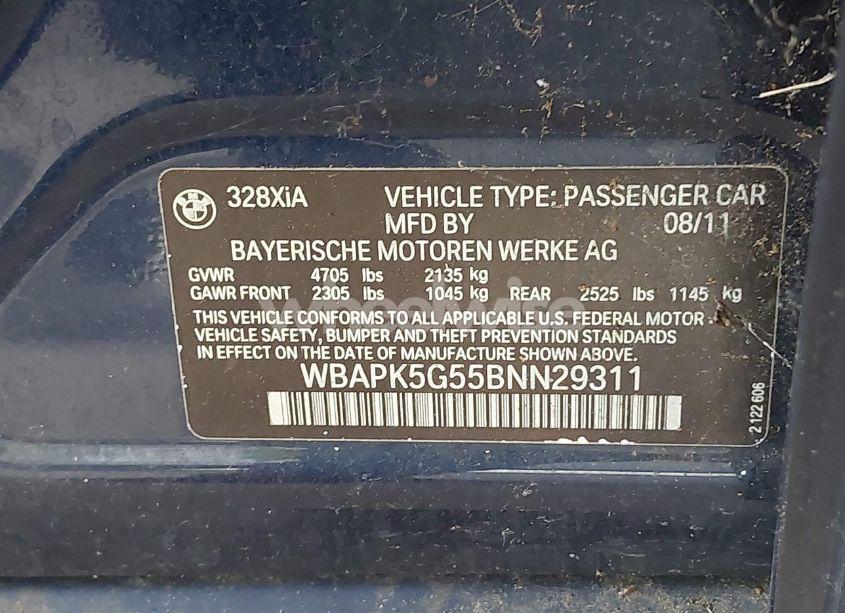 328XiA VEHICLE TYPE: PASSENGER CAR
MFD BY 08/11
BAYERISCHE MOTOREN WERKE AG
GVWR 4705 lbs 2135 kg
GAWR FRONT 2305 lbs 1045 kg REAR 2525 lbs 1145 kg
THIS VEHICLE CONFORMS TO ALL APPLICABLE U.S. FEDERAL MOTOR
VEHICLE SAFETY, BUMPER AND THEFT PREVENTION STANDARDS
IN EFFECT ON THE DATE OF MANUFACTURE SHOWN ABOVE.
WBAPK5G55BNN29311
2 122 606